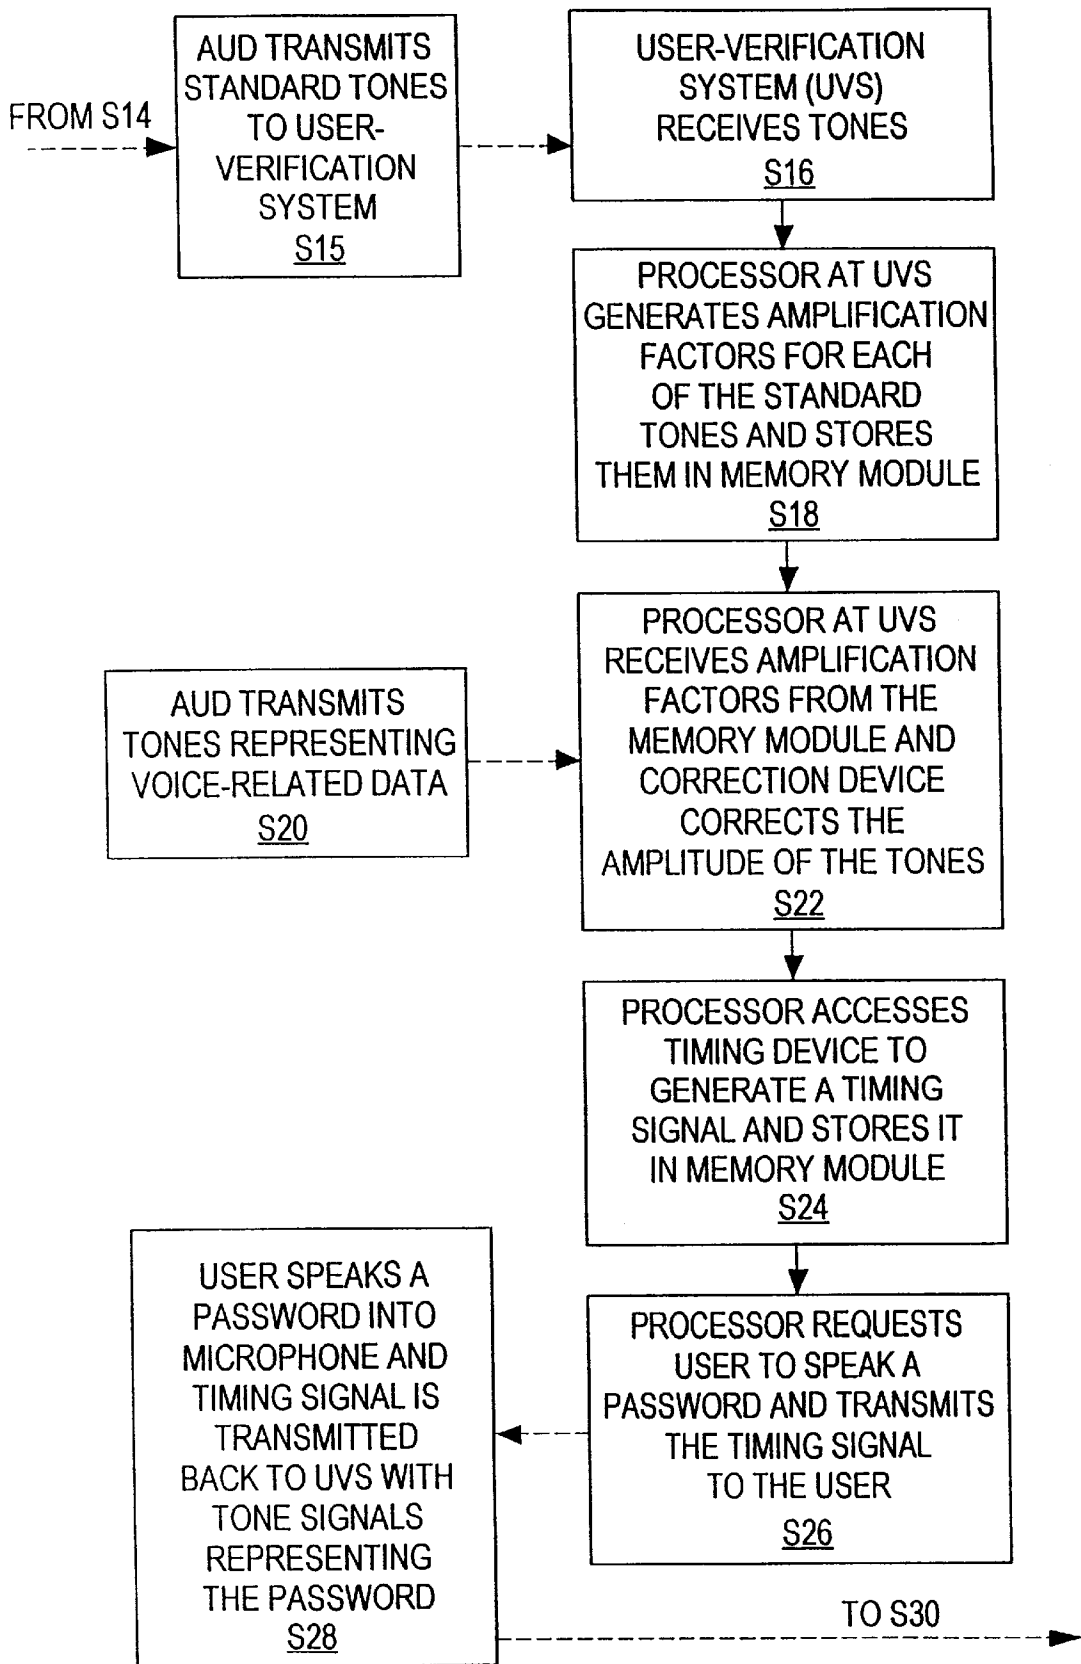 FROM S14
AUD TRANSMITS
STANDARD TONES
TO USER-
VERIFICATION
SYSTEM
S15
USER-VERIFICATION
SYSTEM (UVS)
RECEIVES TONES
S16
PROCESSOR AT UVS
GENERATES AMPLIFICATION
FACTORS FOR EACH
OF THE STANDARD
TONES AND STORES
THEM IN MEMORY MODULE
S18
AUD TRANSMITS
TONES REPRESENTING
VOICE-RELATED DATA
S20
PROCESSOR AT UVS
RECEIVES AMPLIFICATION
FACTORS FROM THE
MEMORY MODULE AND
CORRECTION DEVICE
CORRECTS THE
AMPLITUDE OF THE TONES
S22
PROCESSOR ACCESSES
TIMING DEVICE TO
GENERATE A TIMING
SIGNAL AND STORES IT
IN MEMORY MODULE
S24
PROCESSOR REQUESTS
USER TO SPEAK A
PASSWORD AND TRANSMITS
THE TIMING SIGNAL
TO THE USER
S26
USER SPEAKS A
PASSWORD INTO
MICROPHONE AND
TIMING SIGNAL IS
TRANSMITTED
BACK TO UVS WITH
TONE SIGNALS
REPRESENTING
THE PASSWORD
S28
TO S30